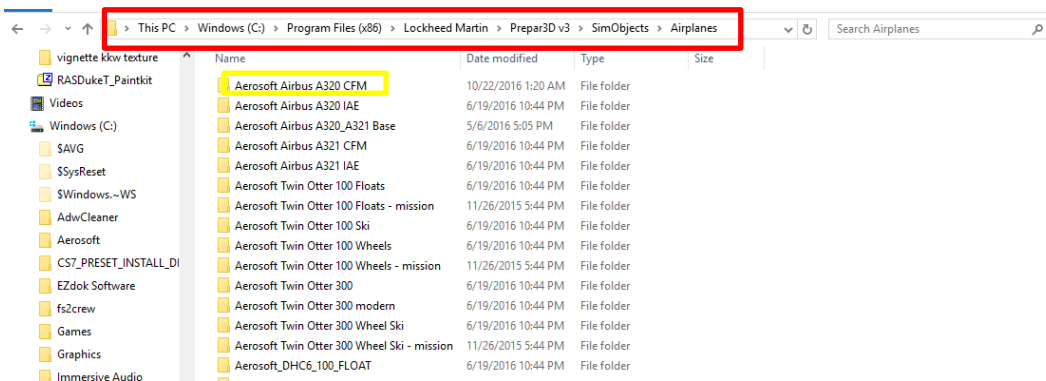 This PC > Windows (C:) > Program Files (x86) > Lockheed Martin > Prepar3D v3 > SimObjects > Airplanes
Search Airplanes
vignette kkw texture
RASDukeT_Paintkit
Videos
Windows (C:)
$AVG
$SysReset
$Windows.~WS
AdwCleaner
Aerosoft
CS7_PRESET_INSTALL_DI
EZdok Software
fs2crew
Games
Graphics
Immersive Audio
Name Date modified Type Size
Aerosoft Airbus A320 CFM 10/22/2016 1:20 AM File folder
Aerosoft Airbus A320 IAE 6/19/2016 10:44 PM File folder
Aerosoft Airbus A320_A321 Base 5/6/2016 5:05 PM File folder
Aerosoft Airbus A321 CFM 6/19/2016 10:44 PM File folder
Aerosoft Airbus A321 IAE 6/19/2016 10:44 PM File folder
Aerosoft Twin Otter 100 Floats 6/19/2016 10:44 PM File folder
Aerosoft Twin Otter 100 Floats - mission 11/26/2015 5:44 PM File folder
Aerosoft Twin Otter 100 Ski 6/19/2016 10:44 PM File folder
Aerosoft Twin Otter 100 Wheels 6/19/2016 10:44 PM File folder
Aerosoft Twin Otter 100 Wheels - mission 11/26/2015 5:44 PM File folder
Aerosoft Twin Otter 300 6/19/2016 10:44 PM File folder
Aerosoft Twin Otter 300 modern 6/19/2016 10:44 PM File folder
Aerosoft Twin Otter 300 Wheel Ski 6/19/2016 10:44 PM File folder
Aerosoft Twin Otter 300 Wheel Ski - mission 11/26/2015 5:44 PM File folder
Aerosoft_DHC6_100_FLOAT 6/19/2016 10:44 PM File folder